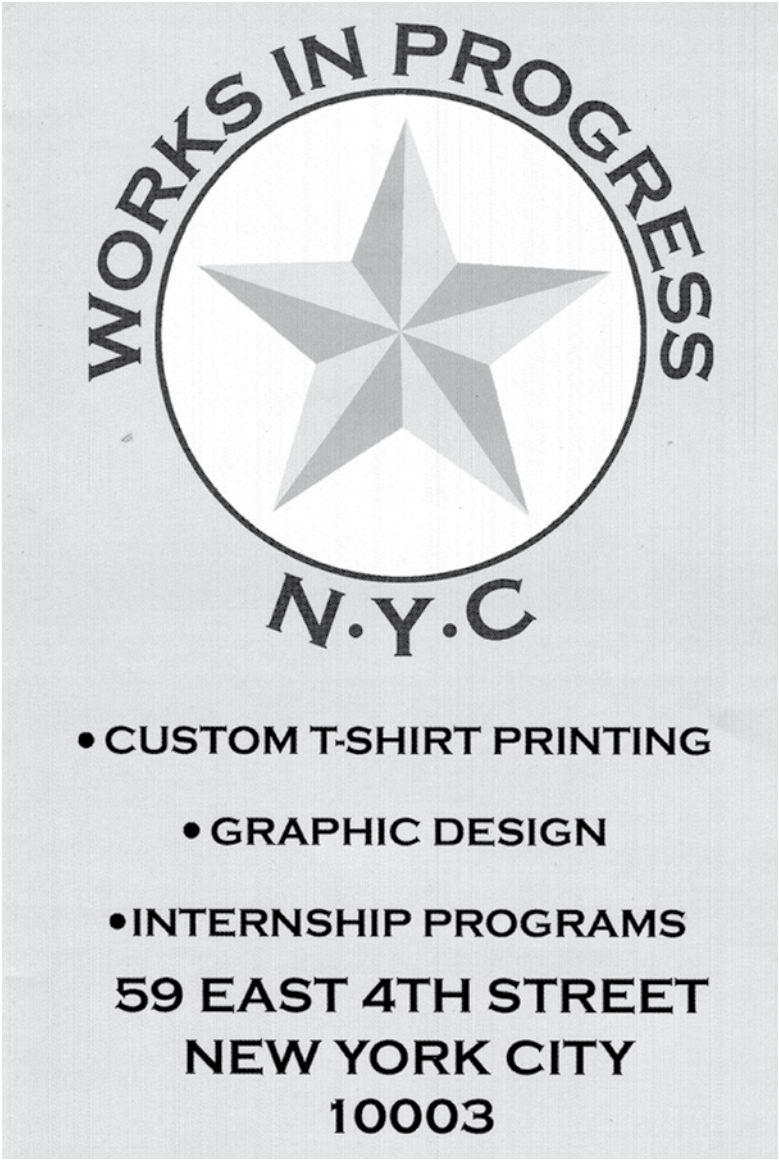 WORKS IN PROGRESS
N•Y•C
• CUSTOM T-SHIRT PRINTING
• GRAPHIC DESIGN
•INTERNSHIP PROGRAMS
59 EAST 4TH STREET
NEW YORK CITY
10003